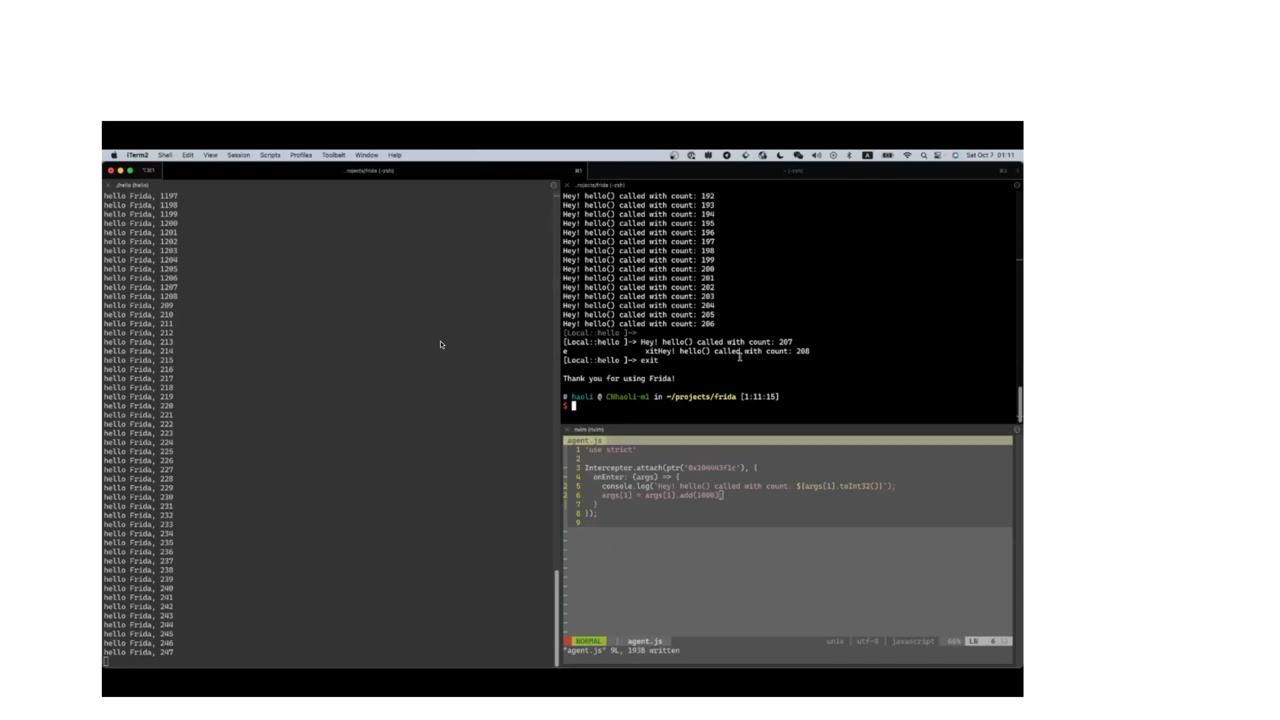 iTerm2 Shell Edit View Session Scripts Profiles Toolbelt Window Help
Sat Oct 7 01:11
⌥⌘1
..rojects/frida (-zsh)
⌘1
~ (-zsh)
./hello (hello)
hello Frida, 1197
hello Frida, 1198
hello Frida, 1199
hello Frida, 1200
hello Frida, 1201
hello Frida, 1202
hello Frida, 1203
hello Frida, 1204
hello Frida, 1205
hello Frida, 1206
hello Frida, 1207
hello Frida, 1208
hello Frida, 209
hello Frida, 210
hello Frida, 211
hello Frida, 212
hello Frida, 213
hello Frida, 214
hello Frida, 215
hello Frida, 216
hello Frida, 217
hello Frida, 218
hello Frida, 219
hello Frida, 220
hello Frida, 221
hello Frida, 222
hello Frida, 223
hello Frida, 224
hello Frida, 225
hello Frida, 226
hello Frida, 227
hello Frida, 228
hello Frida, 229
hello Frida, 230
hello Frida, 231
hello Frida, 232
hello Frida, 233
hello Frida, 234
hello Frida, 235
hello Frida, 236
hello Frida, 237
hello Frida, 238
hello Frida, 239
hello Frida, 240
hello Frida, 241
hello Frida, 242
hello Frida, 243
hello Frida, 244
hello Frida, 245
hello Frida, 246
hello Frida, 247
..rojects/frida (-zsh)
Hey! hello() called with count: 192
Hey! hello() called with count: 193
Hey! hello() called with count: 194
Hey! hello() called with count: 195
Hey! hello() called with count: 196
Hey! hello() called with count: 197
Hey! hello() called with count: 198
Hey! hello() called with count: 199
Hey! hello() called with count: 200
Hey! hello() called with count: 201
Hey! hello() called with count: 202
Hey! hello() called with count: 203
Hey! hello() called with count: 204
Hey! hello() called with count: 205
Hey! hello() called with count: 206
[Local::hello ]->
[Local::hello ]-> Hey! hello() called with count: 207
e xitHey! hello() called with count: 208
[Local::hello ]-> exit
Thank you for using Frida!
# haoli @ CNhaoli-m1 in ~/projects/frida [1:11:15]
$
nvim (nvim)
agent.js
1 'use strict'
2
3 Interceptor.attach(ptr('0x104443f1c'), {
4 onEnter: (args) => {
5 console.log(`Hey! hello() called with count: ${args[1].toInt32()}`);
6 args[1] = args[1].add(1000)
7 }
8 });
9
NORMAL agent.js unix | utf-8 | javascript 66% LN 6
"agent.js" 9L, 193B written